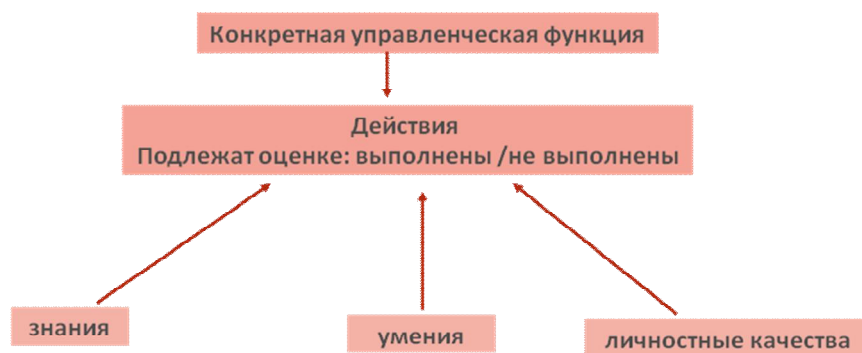 Конкретная управленческая функция
Действия
Подлежат оценке: выполнены /не выполнены
знания
умения
личностные качества